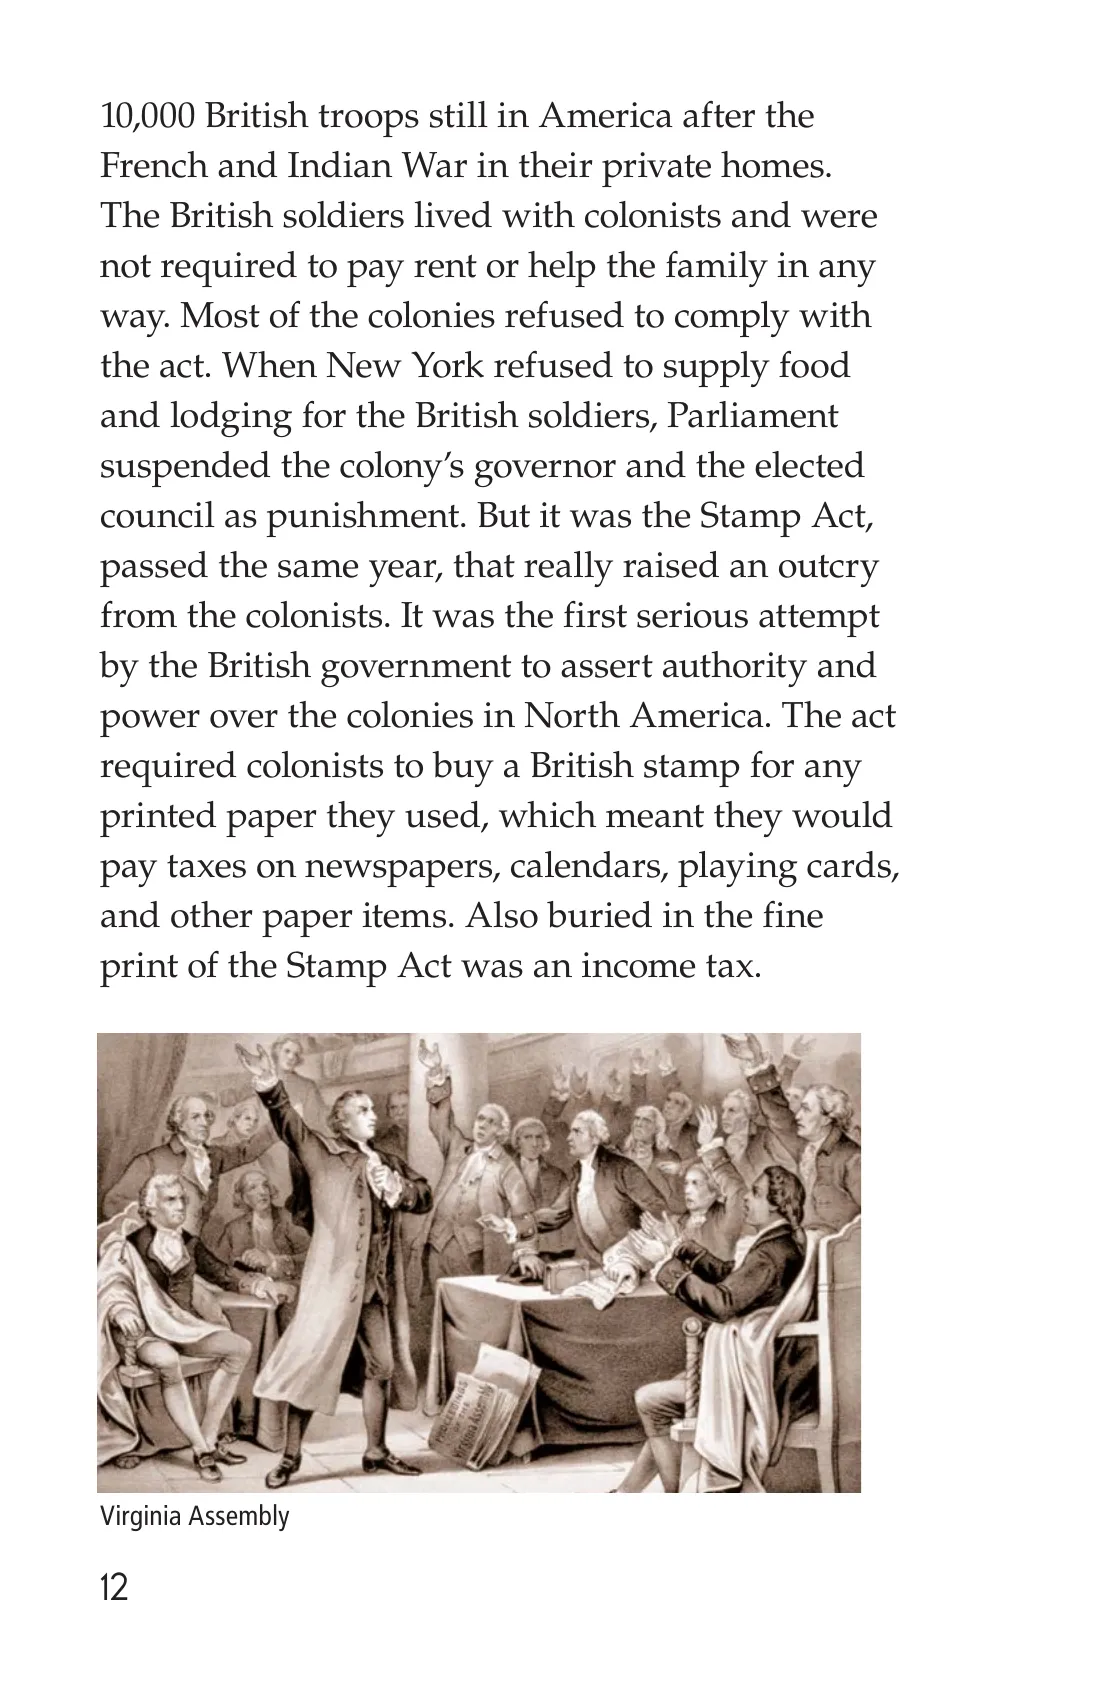 10,000 British troops still in America after the
French and Indian War in their private homes.
The British soldiers lived with colonists and were
not required to pay rent or help the family in any
way. Most of the colonies refused to comply with
the act. When New York refused to supply food
and lodging for the British soldiers, Parliament
suspended the colony’s governor and the elected
council as punishment. But it was the Stamp Act,
passed the same year, that really raised an outcry
from the colonists. It was the first serious attempt
by the British government to assert authority and
power over the colonies in North America. The act
required colonists to buy a British stamp for any
printed paper they used, which meant they would
pay taxes on newspapers, calendars, playing cards,
and other paper items. Also buried in the fine
print of the Stamp Act was an income tax.
PROCEEDINGS
OF THE
Virginia Assembly
Virginia Assembly
12